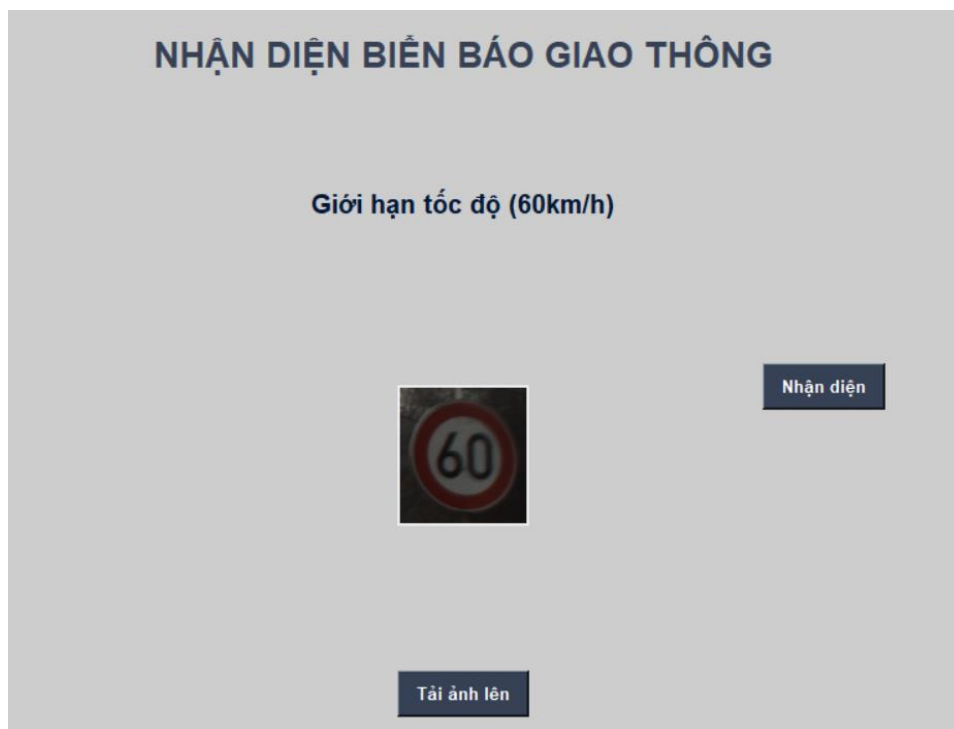 NHẬN DIỆN BIỂN BÁO GIAO THÔNG
Giới hạn tốc độ (60km/h)
Nhận diện
60
Tải ảnh lên